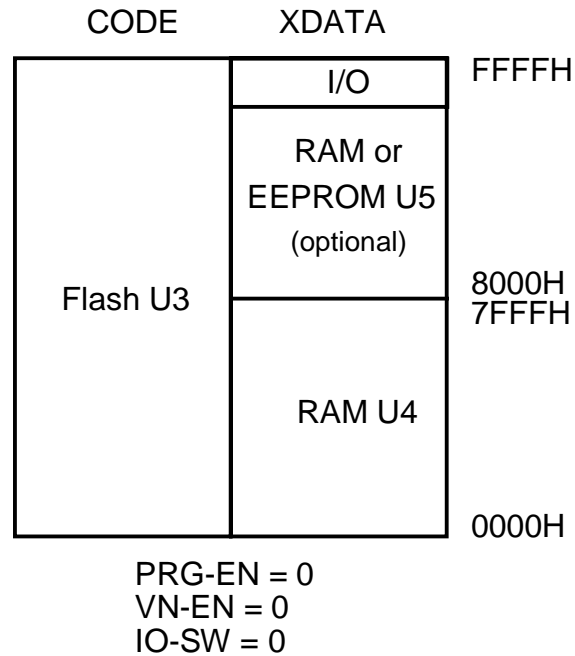 CODE XDATA
FFFFH
I/O
RAM or
EEPROM U5
(optional)
8000H
Flash U3
7FFFH
RAM U4
0000H
PRG-EN = 0
VN-EN = 0
IO-SW = 0